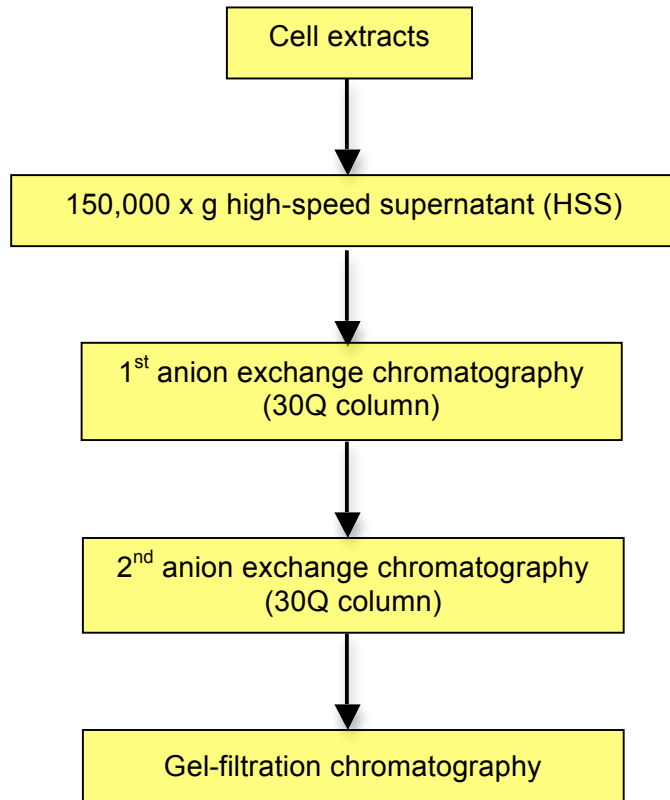 Cell extracts
150,000 x g high-speed supernatant (HSS)
1st anion exchange chromatography
(30Q column)
2nd anion exchange chromatography
(30Q column)
Gel-filtration chromatography